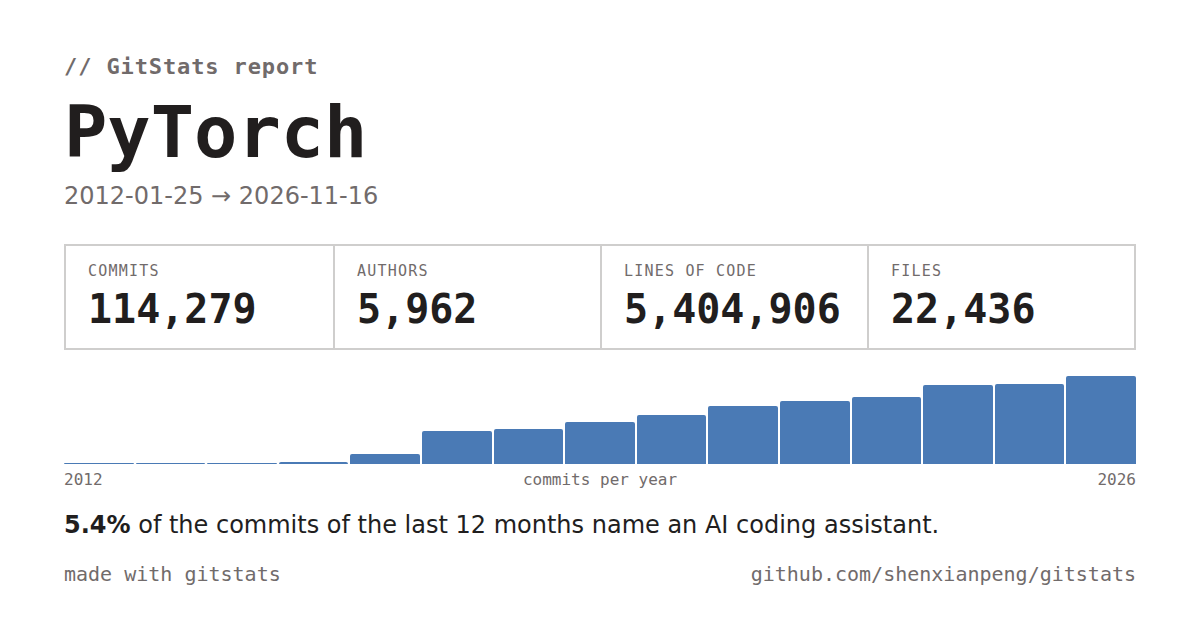 // GitStats report
PyTorch
2012-01-25 → 2026-11-16
COMMITS
114,279
AUTHORS
5,962
LINES OF CODE
5,404,906
FILES
22,436
2012
commits per year
2026
5.4% of the commits of the last 12 months name an AI coding assistant.
made with gitstats
github.com/shenxianpeng/gitstats